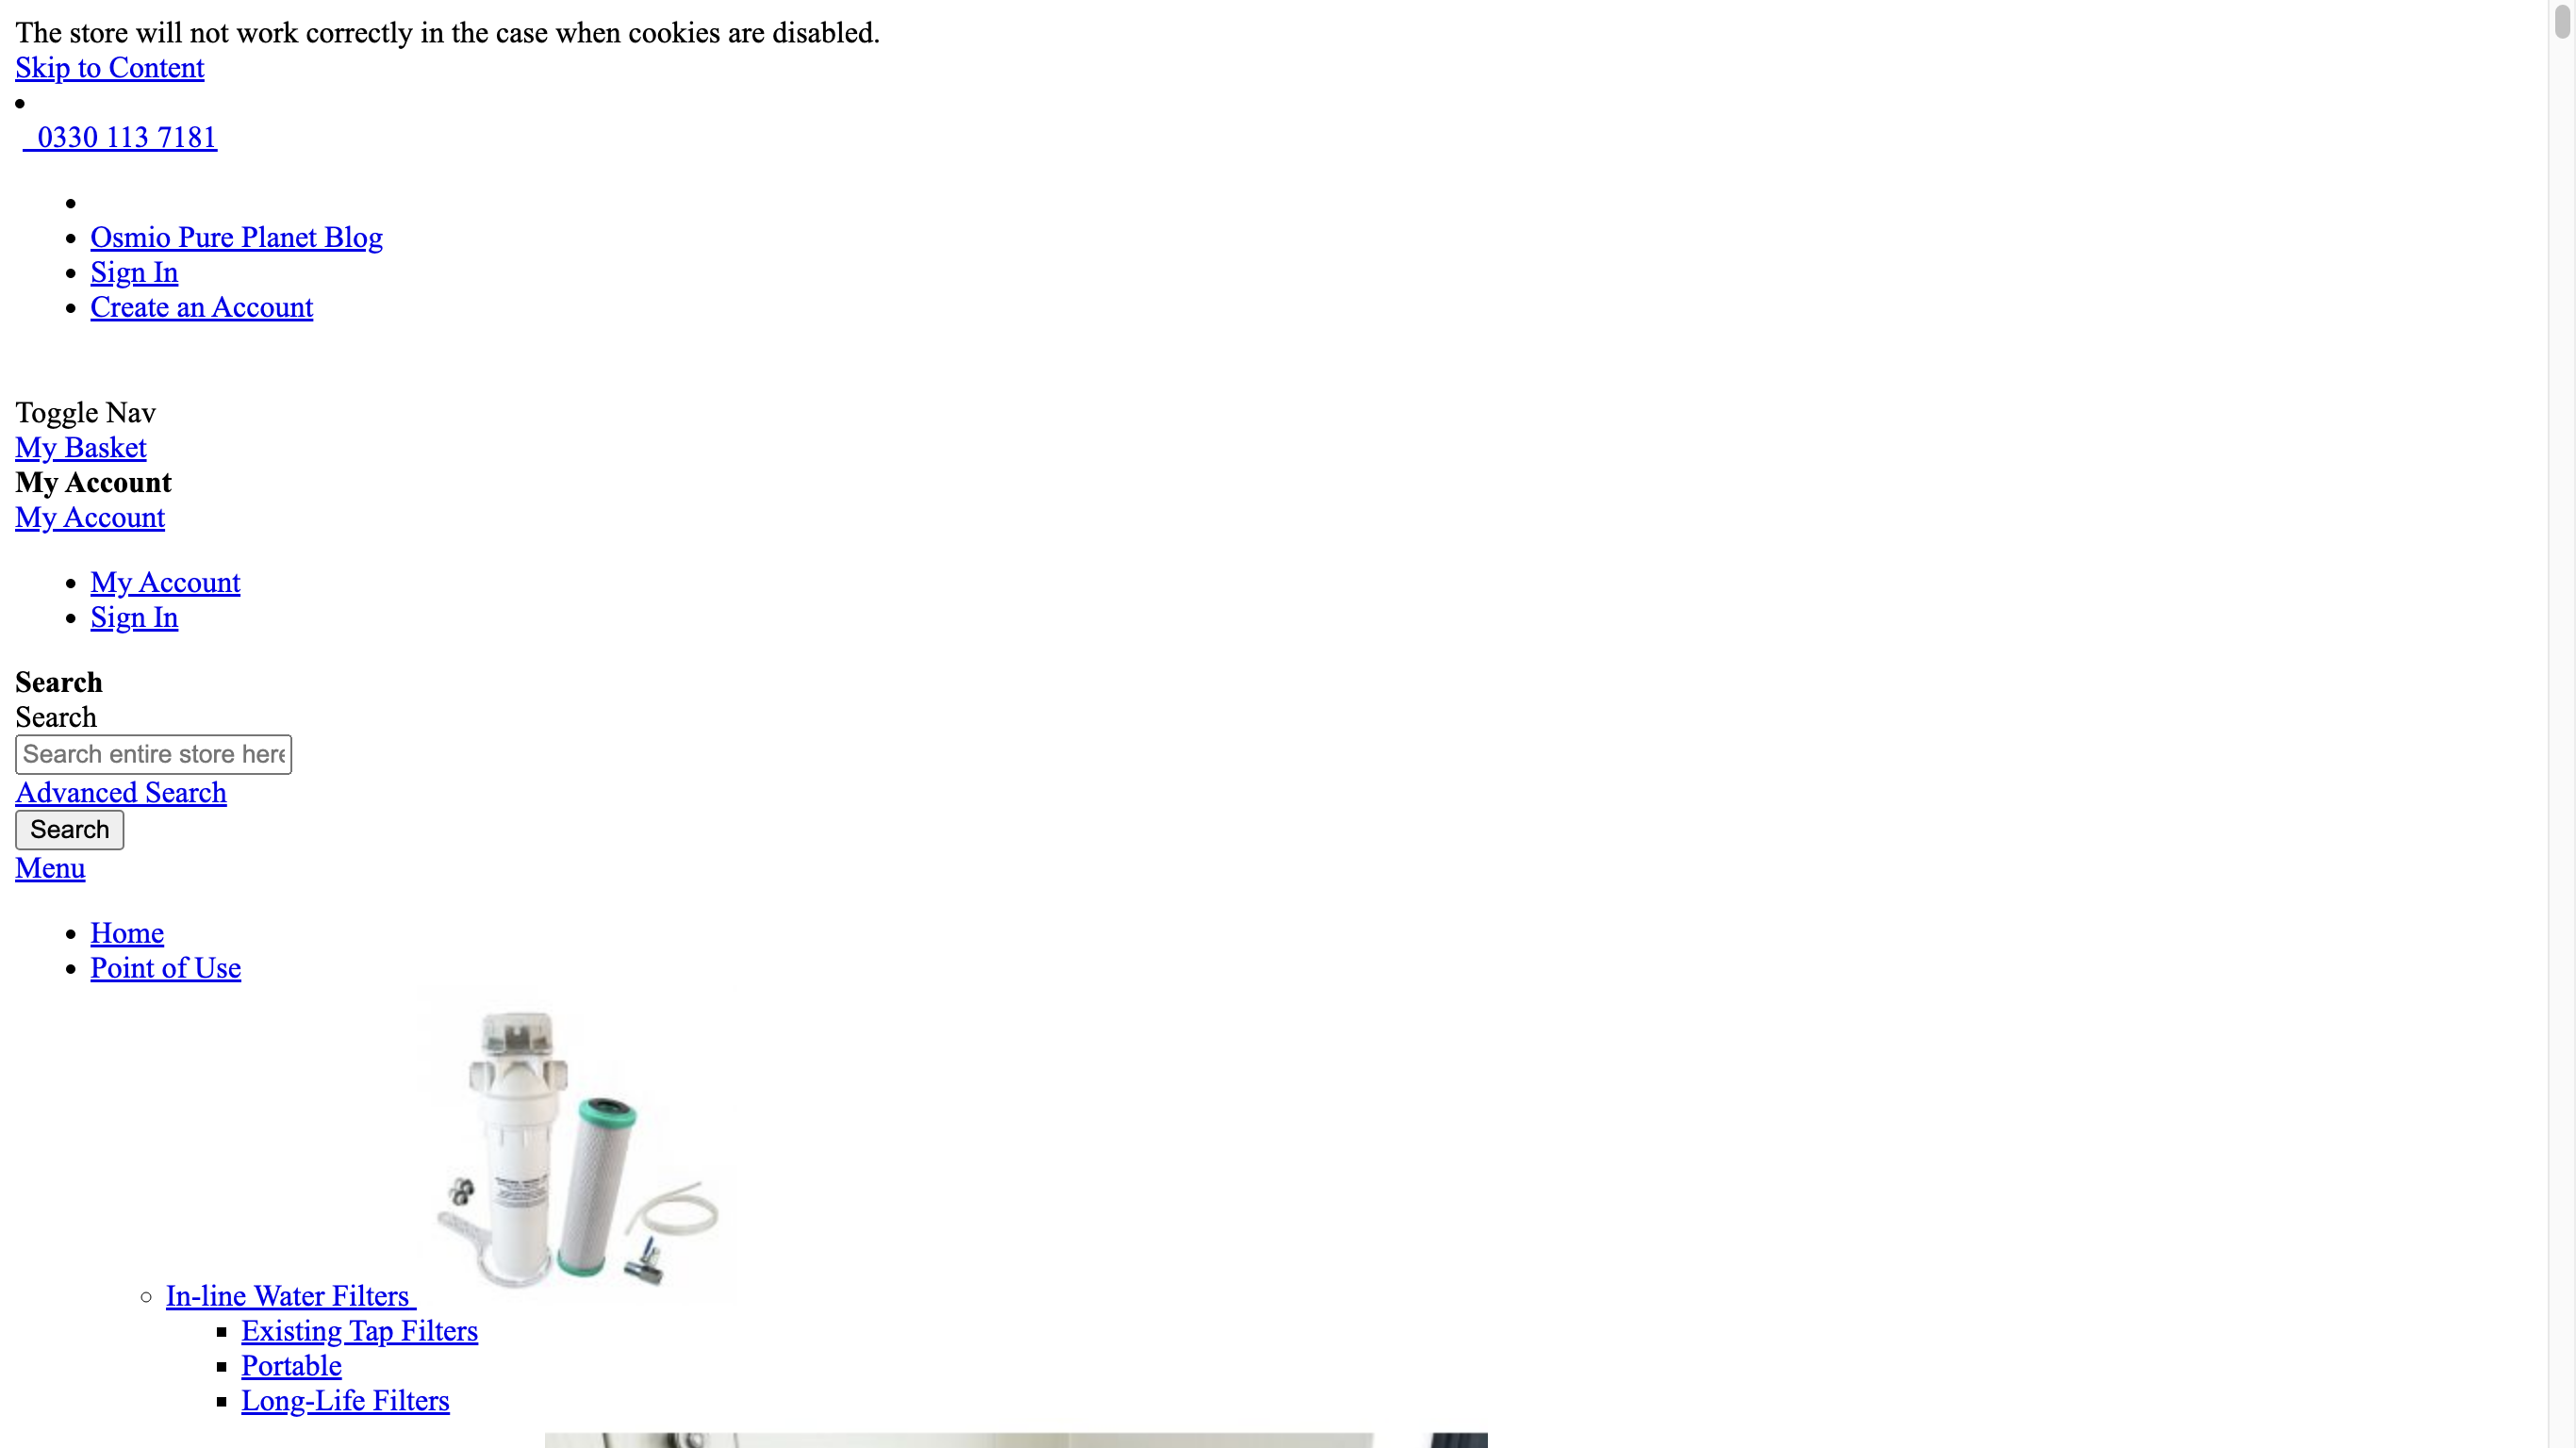 The store will not work correctly in the case when cookies are disabled.
Skip to Content
0330 113 7181
Osmio Pure Planet Blog
Sign In
Create an Account
Toggle Nav
My Basket
My Account
My Account
My Account
Sign In
Search
Search
Search entire store here
Advanced Search
Search
Menu
Home
Point of Use
In-line Water Filters
Existing Tap Filters
Portable
Long-Life Filters